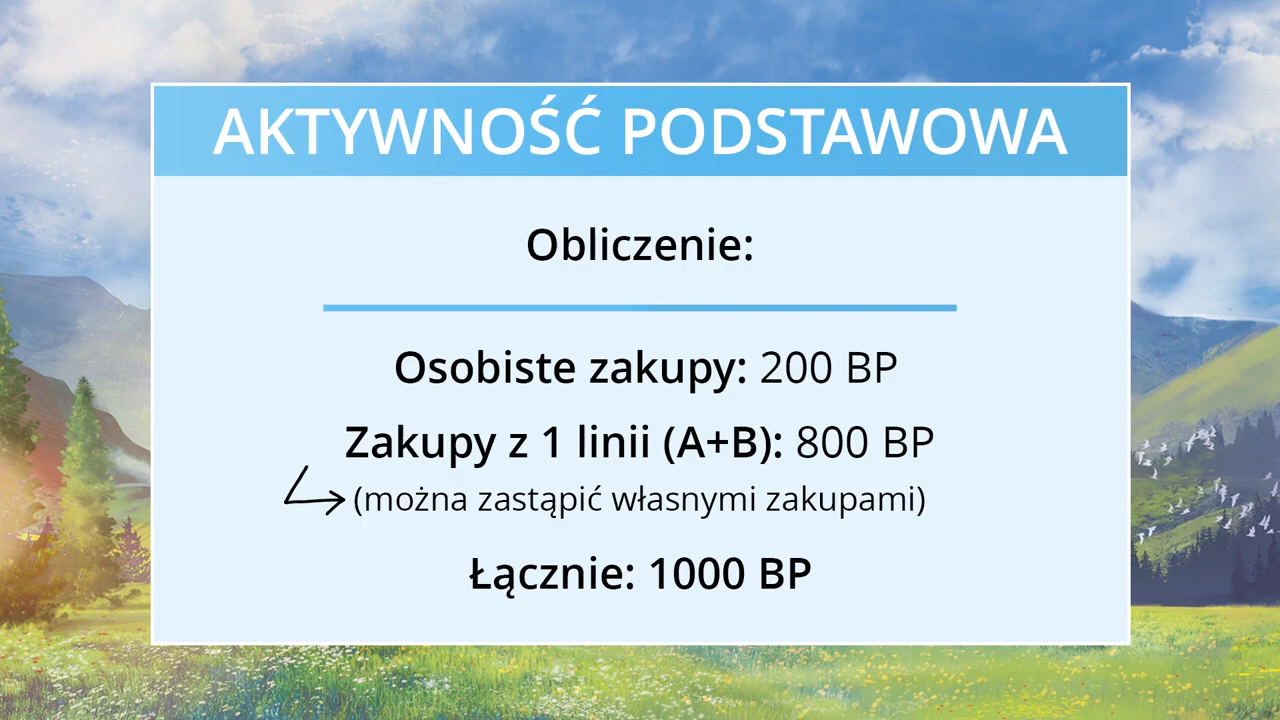 AKTYWNOŚĆ PODSTAWOWA
Obliczenie:
Osobiste zakupy: 200 BP
Zakupy z 1 linii (A+B): 800 BP
(można zastąpić własnymi zakupami)
Łącznie: 1000 BP